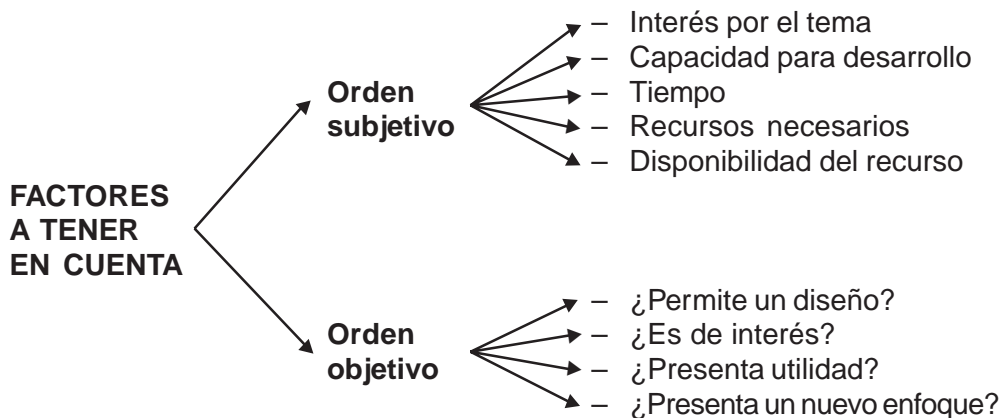 FACTORES
A TENER
EN CUENTA
Orden
subjetivo
– Interés por el tema
– Capacidad para desarrollo
– Tiempo
– Recursos necesarios
– Disponibilidad del recurso
Orden
objetivo
– ¿Permite un diseño?
– ¿Es de interés?
– ¿Presenta utilidad?
– ¿Presenta un nuevo enfoque?